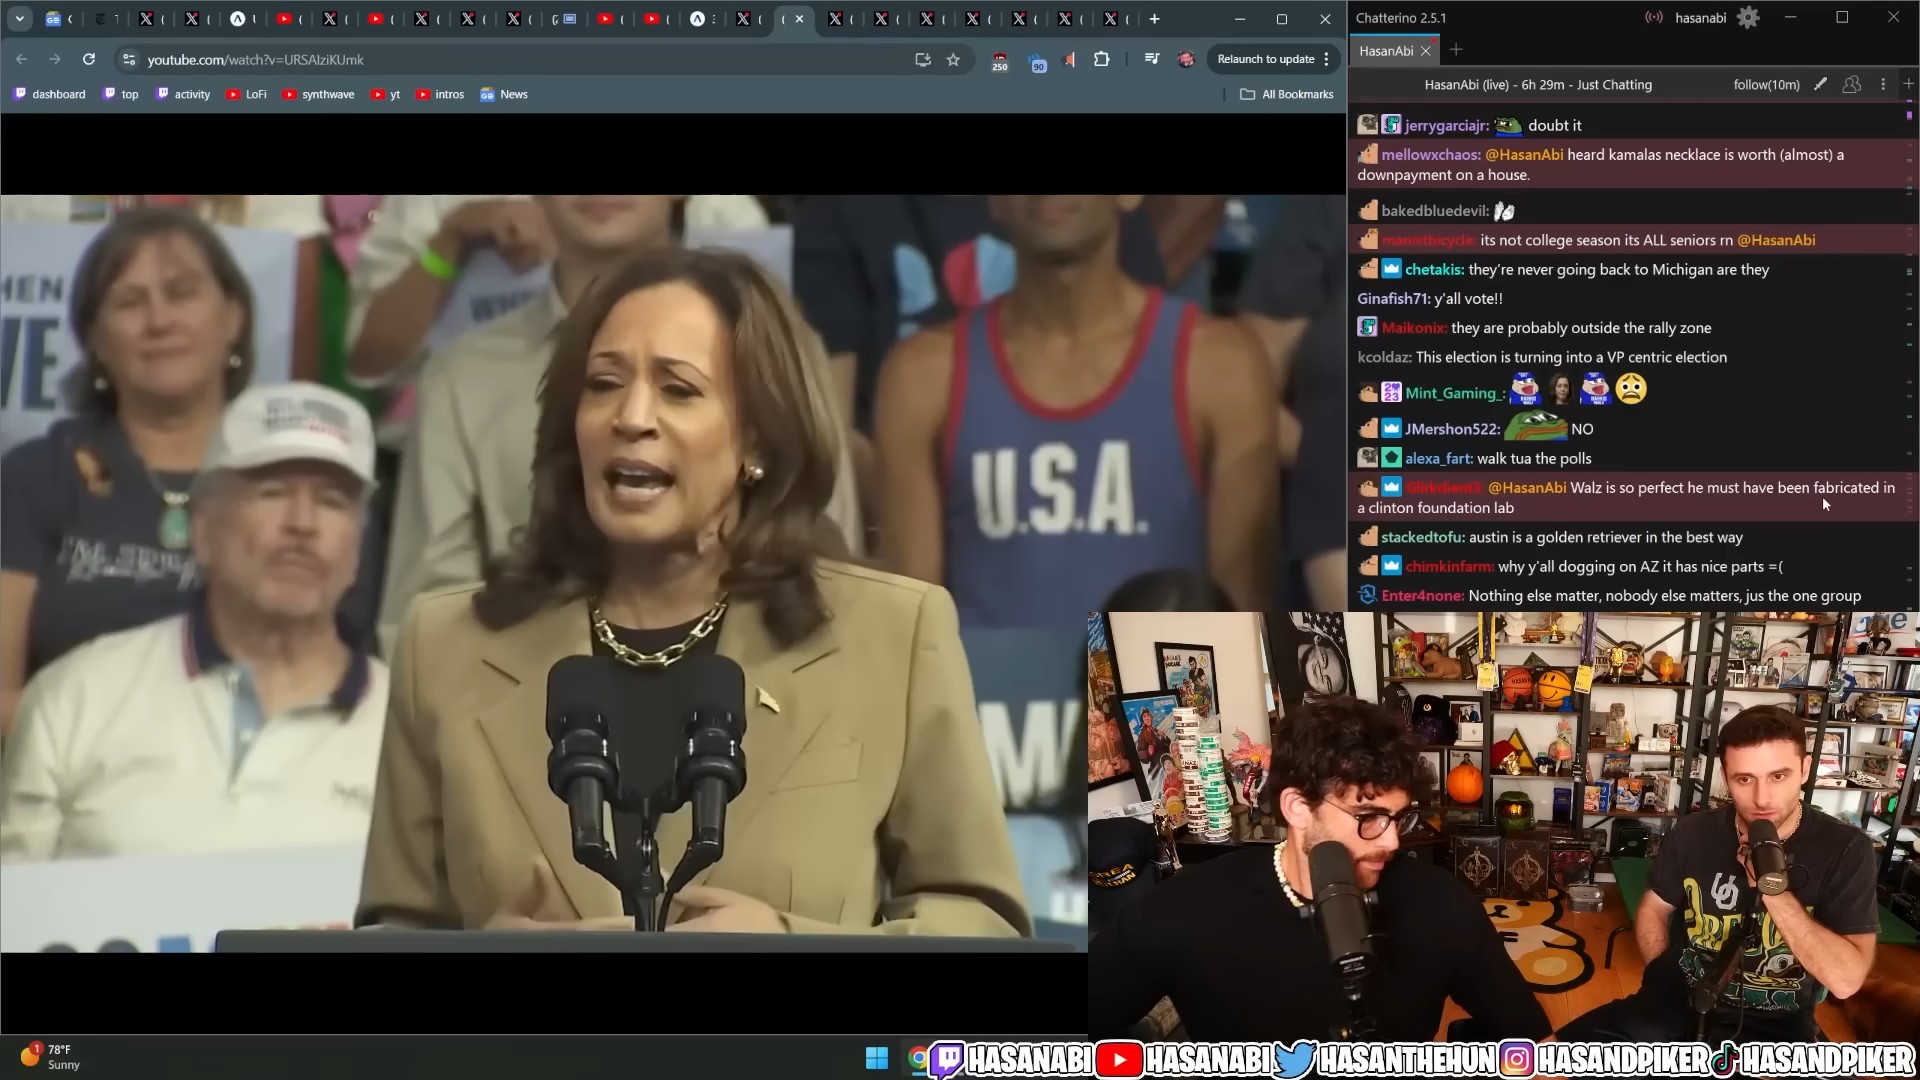 youtube.com/watch?v=URSAIziKUmk
250
90
Relaunch to update
dashboard
top
activity
LoFi
synthwave
yt
intros
News
All Bookmarks
U.S.A.
78°F
Sunny
1
Chatterino 2.5.1
hasanabi
HasanAbi
HasanAbi (live) - 6h 29m - Just Chatting
follow(10m)
jerrygarciajr: doubt it
mellowxchaos: @HasanAbi heard kamalas necklace is worth (almost) a
downpayment on a house.
bakedbluedevil:
manistbicycle: its not college season its ALL seniors rn @HasanAbi
chetakis: they're never going back to Michigan are they
Ginafish71: y'all vote!!
Maikonix: they are probably outside the rally zone
kcoldaz: This election is turning into a VP centric election
Mint_Gaming_:
JMershon522: NO
alexa_fart: walk tua the polls
@HasanAbi Walz is so perfect he must have been fabricated in
a clinton foundation lab
stackedtofu: austin is a golden retriever in the best way
chimkinfarm: why y'all dogging on AZ it has nice parts =(
Enter4none: Nothing else matter, nobody else matters, jus the one group
HASANABI
HASANABI
HASANTHEHUN
HASANDPIKER
HASANDPIKER